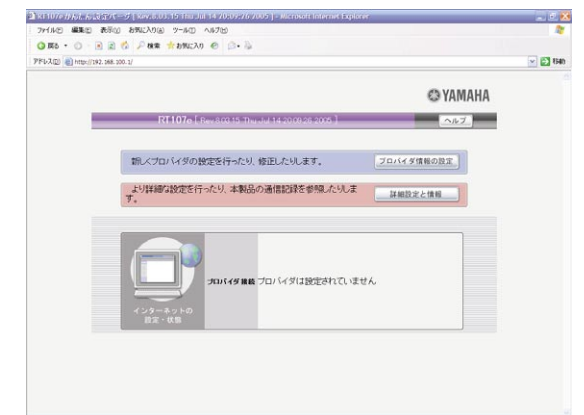 RT107e かんたん設定ページ [ Rev.8.03.15 Thu Jul 14 20:09:26 2005 ] - Microsoft Internet Explorer
ファイル(F) 編集(E) 表示(V) お気に入り(A) ツール(T) ヘルプ(H)
戻る 検索 お気に入り
アドレス(D) http://192.168.100.1/ 移動
YAMAHA
RT107e [ Rev.8.03.15 Thu Jul 14 20:09:26 2005 ] ヘルプ
新しくプロバイダの設定を行ったり、修正したりします。 プロバイダ情報の設定
より詳細な設定を行ったり、本製品の通信記録を参照したりしま
す。 詳細設定と情報
プロバイダ接続 プロバイダは設定されていません
インターネットの
設定・状態